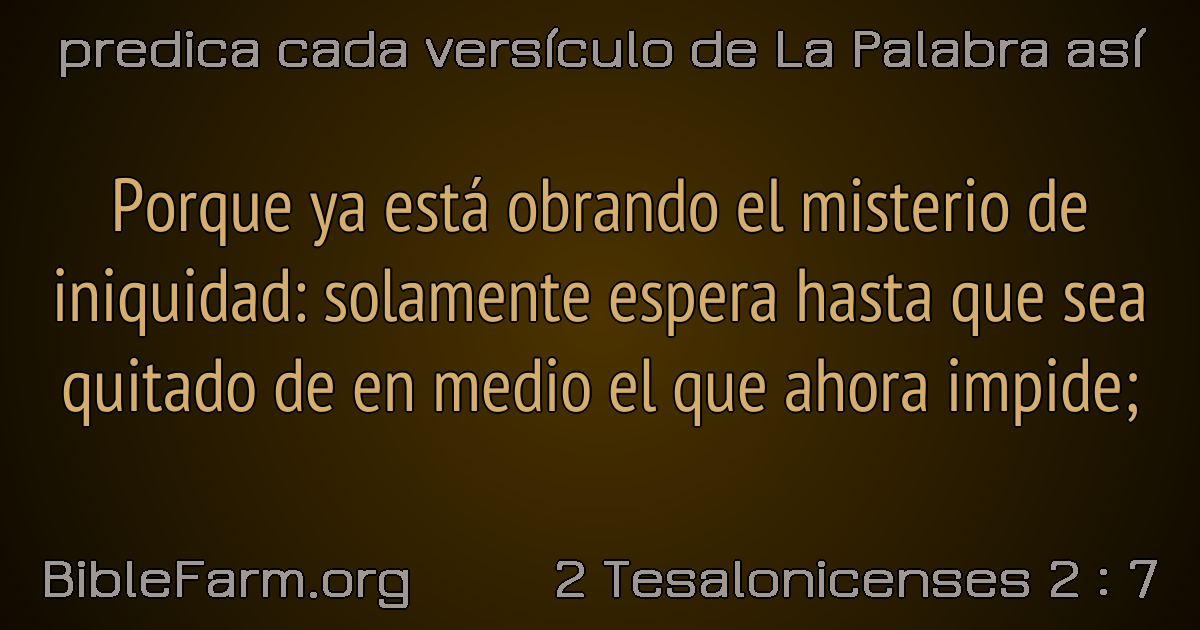 predica cada versículo de La Palabra así
Porque ya está obrando el misterio de
iniquidad: solamente espera hasta que sea
quitado de en medio el que ahora impide;
BibleFarm.org 2 Tesalonicenses 2 : 7